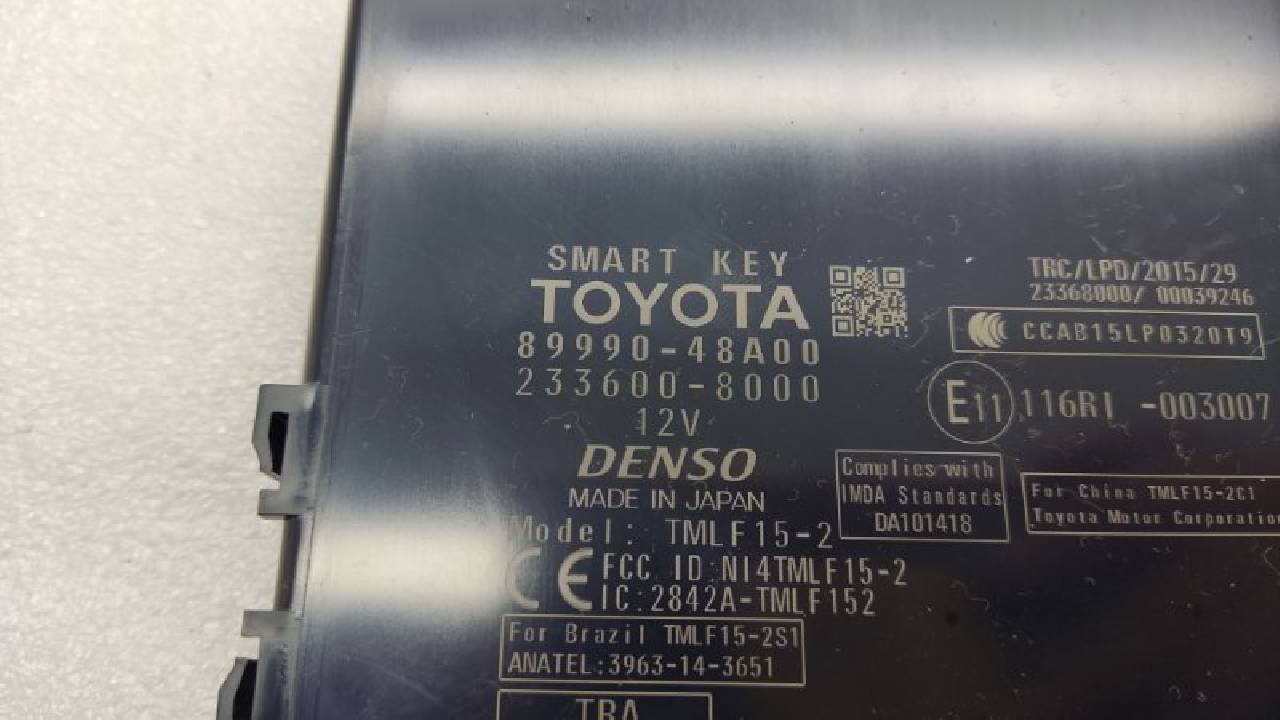 SMART KEY
TOYOTA
89990-48A00
233600-8000
12V
DENSO
MADE IN JAPAN
Model: TMLF15-2
CE FCC ID:NI4TMLF15-2
IC:2842A-TMLF152
For Brazil TMLF15-2S1
ANATEL:3963-14-3651
TRA
TRC/LPD/2015/29
23368000/ 00039246
CCAB15LP0320T9
E11 116RI -003007
Complies with
IMDA Standards
DA101418
For China TMLF15-2C1
Toyota Motor Corporation